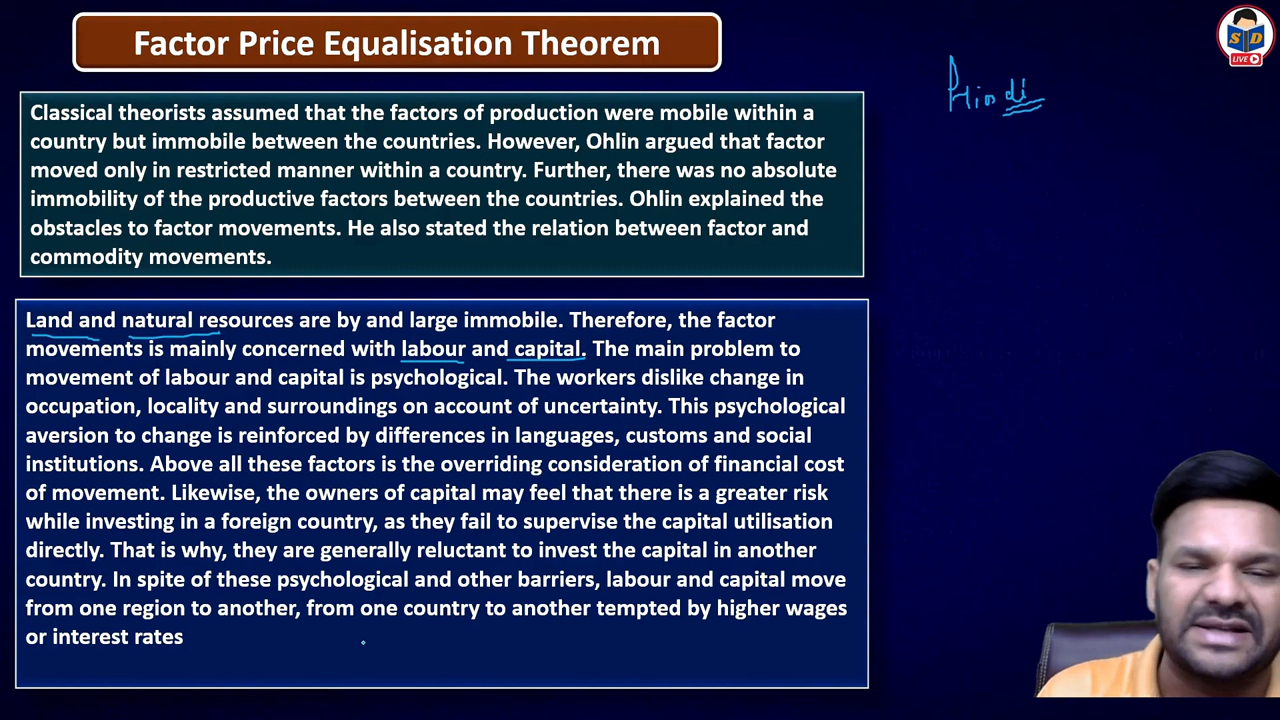 Factor Price Equalisation Theorem
S D
LIVE
Hindi
Classical theorists assumed that the factors of production were mobile within a
country but immobile between the countries. However, Ohlin argued that factor
moved only in restricted manner within a country. Further, there was no absolute
immobility of the productive factors between the countries. Ohlin explained the
obstacles to factor movements. He also stated the relation between factor and
commodity movements.
Land and natural resources are by and large immobile. Therefore, the factor
movements is mainly concerned with labour and capital. The main problem to
movement of labour and capital is psychological. The workers dislike change in
occupation, locality and surroundings on account of uncertainty. This psychological
aversion to change is reinforced by differences in languages, customs and social
institutions. Above all these factors is the overriding consideration of financial cost
of movement. Likewise, the owners of capital may feel that there is a greater risk
while investing in a foreign country, as they fail to supervise the capital utilisation
directly. That is why, they are generally reluctant to invest the capital in another
country. In spite of these psychological and other barriers, labour and capital move
from one region to another, from one country to another tempted by higher wages
or interest rates